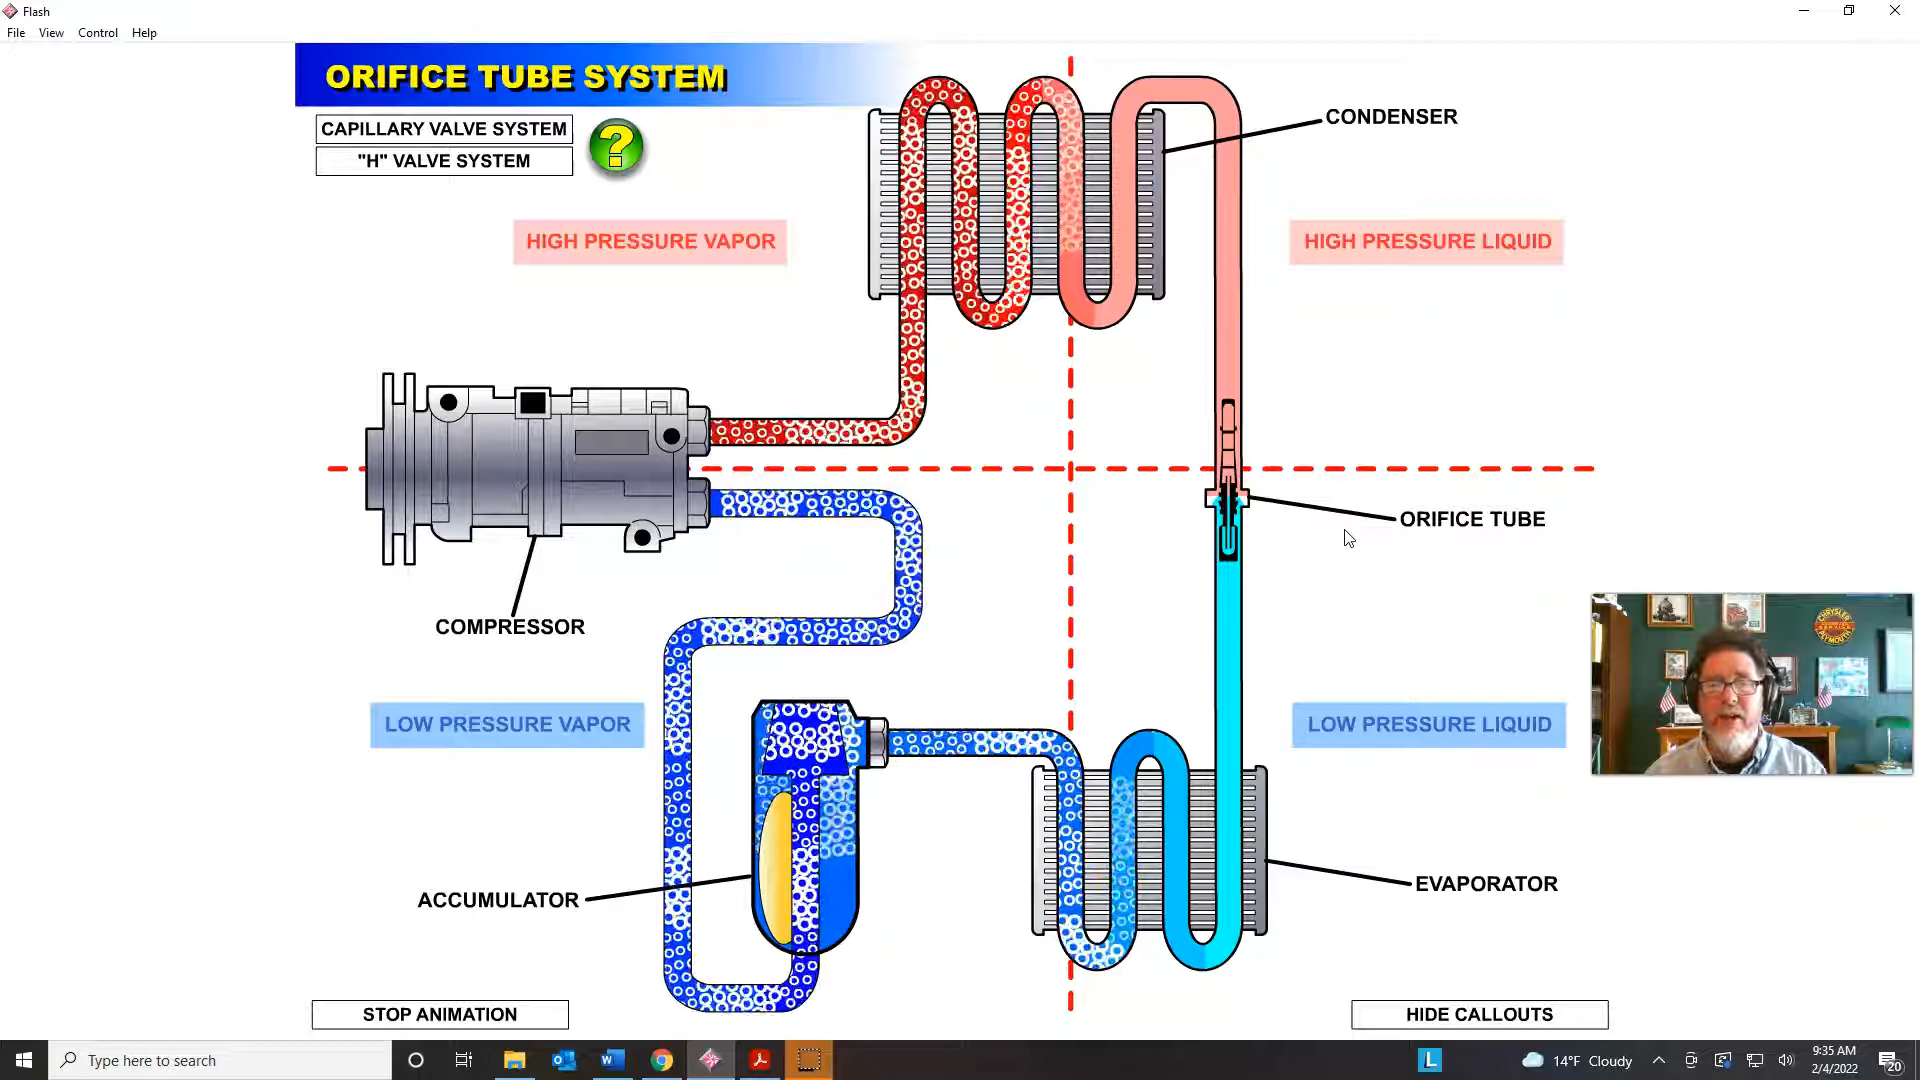 Flash
File View Control Help
ORIFICE TUBE SYSTEM
CAPILLARY VALVE SYSTEM
"H" VALVE SYSTEM
?
CONDENSER
HIGH PRESSURE VAPOR
HIGH PRESSURE LIQUID
ORIFICE TUBE
COMPRESSOR
CHRYSLER
PLYMOUTH
LOW PRESSURE VAPOR
LOW PRESSURE LIQUID
ACCUMULATOR
EVAPORATOR
STOP ANIMATION
HIDE CALLOUTS
Type here to search
L
14°F Cloudy
9:35 AM
2/4/2022
20